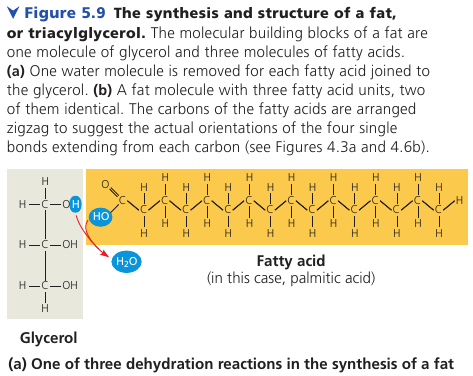 Figure 5.9 The synthesis and structure of a fat,
or triacylglycerol. The molecular building blocks of a fat are
one molecule of glycerol and three molecules of fatty acids.
(a) One water molecule is removed for each fatty acid joined to
the glycerol. (b) A fat molecule with three fatty acid units, two
of them identical. The carbons of the fatty acids are arranged
zigzag to suggest the actual orientations of the four single
bonds extending from each carbon (see Figures 4.3a and 4.6b).
H
H—C—OH
H—C—OH
H—C—OH
H
Glycerol
H H H H H H H
O H H H H H H H H
C C C C C C C C H
HO C C C C C C C C
H H H H H H H
H H H H H H H H
H₂O
Fatty acid
(in this case, palmitic acid)
(a) One of three dehydration reactions in the synthesis of a fat